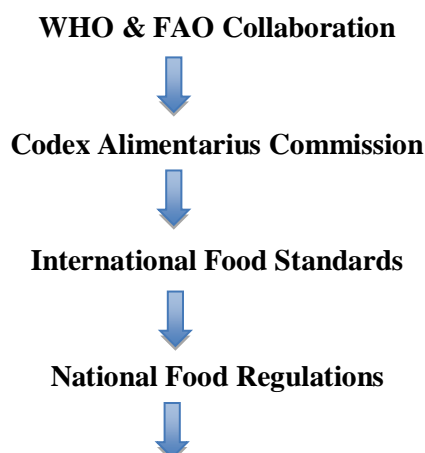 WHO & FAO Collaboration
Codex Alimentarius Commission
International Food Standards
National Food Regulations